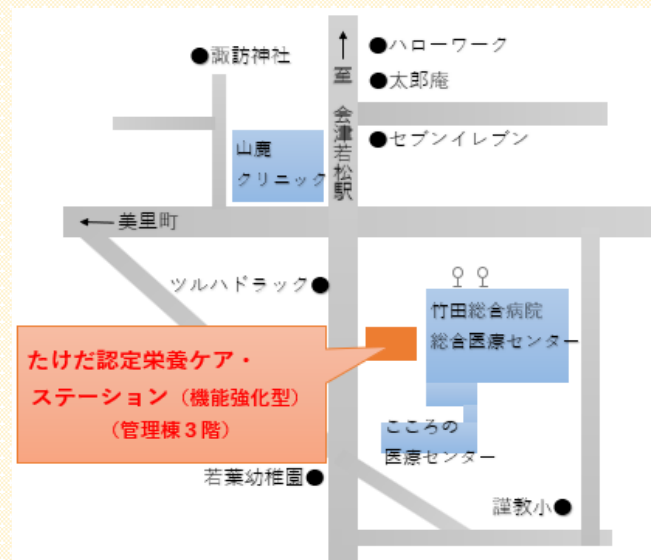 ●諏訪神社
↑至 会津若松駅
●ハローワーク
●太郎庵
●セブンイレブン
山鹿
クリニック
←美里町
ツルハドラック●
竹田総合病院
総合医療センター
たけだ認定栄養ケア・
ステーション（機能強化型）
（管理棟３階）
こころの
医療センター
若葉幼稚園●
謹教小●